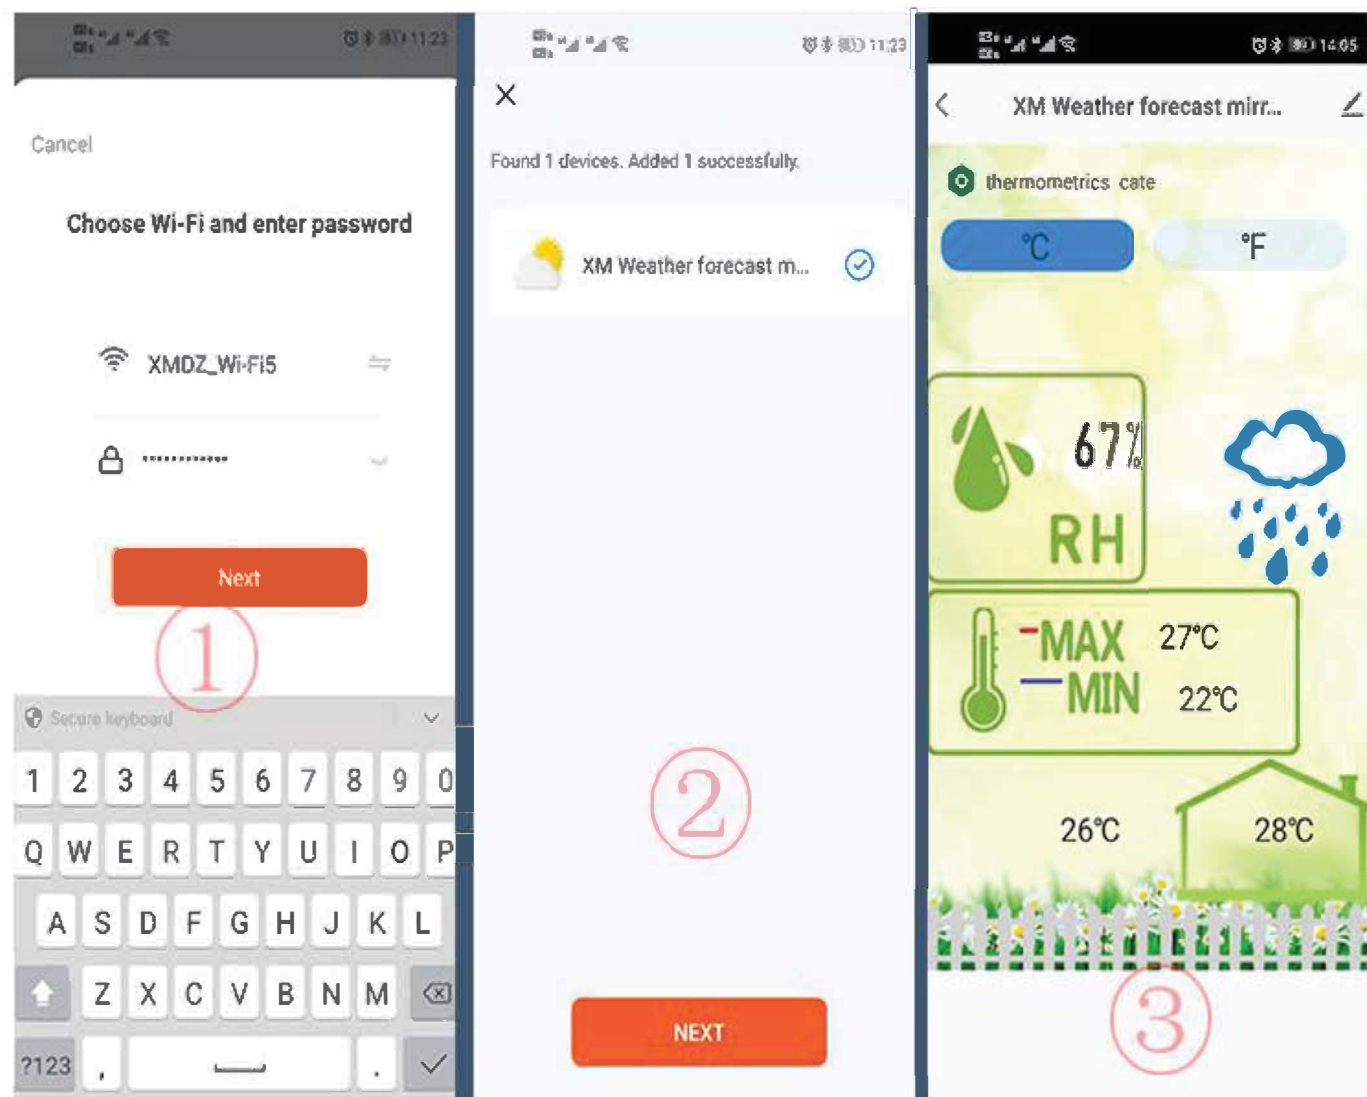 11:23
Cancel
Choose Wi-Fi and enter password
XMDZ_Wi-Fi5
••••••••••••
Next
1
Secure keyboard
1 2 3 4 5 6 7 8 9 0
Q W E R T Y U I O P
A S D F G H J K L
Z X C V B N M
?123 , .
11:23
Found 1 devices. Added 1 successfully.
XM Weather forecast m...
2
NEXT
14:05
XM Weather forecast mirr...
thermometrics cate
°C °F
67%
RH
MAX 27°C
MIN 22°C
26°C 28°C
3